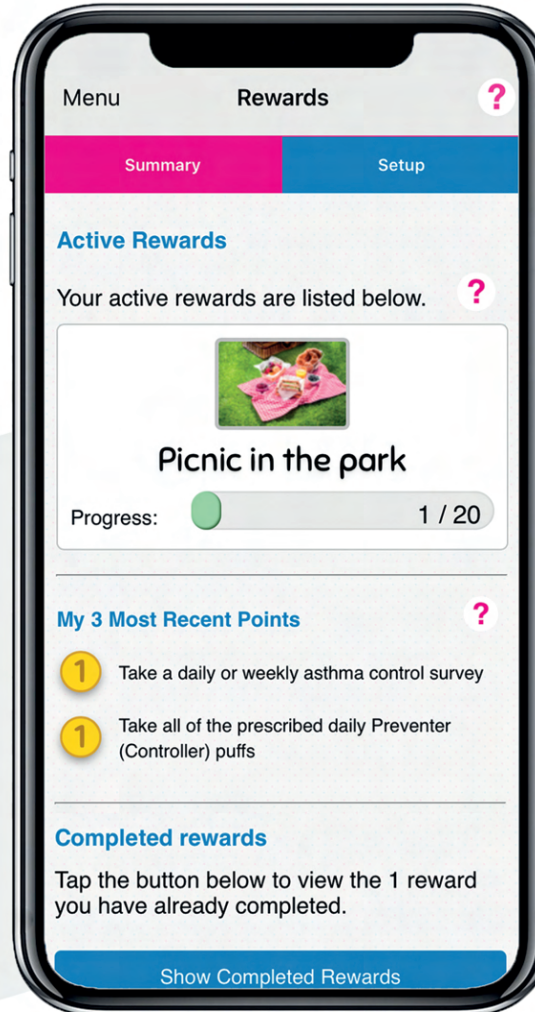 Menu Rewards ?
Summary Setup
Active Rewards
Your active rewards are listed below. ?
Picnic in the park
Progress: 1 / 20
My 3 Most Recent Points ?
1 Take a daily or weekly asthma control survey
1 Take all of the prescribed daily Preventer
(Controller) puffs
Completed rewards
Tap the button below to view the 1 reward
you have already completed.
Show Completed Rewards